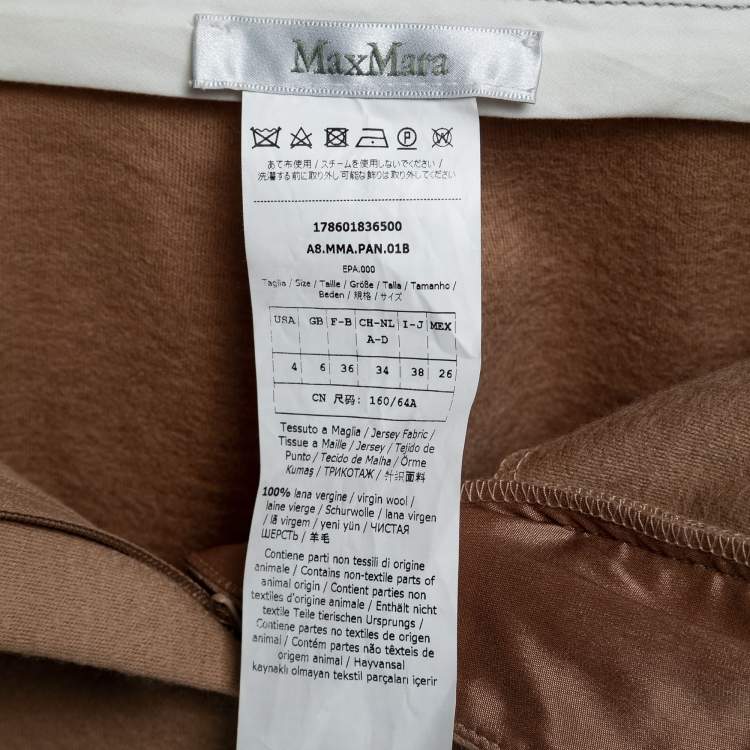 MaxMara
P
あて布使用 / スチームを使用しないでください /
洗濯する前に取り外し可能な飾りは取り外してください
178601836500
A8.MMA.PAN.01B
EPA.000
Taglia / Size / Taille / Größe / Talla / Tamanho /
Beden / 規格 / サイズ
USA GB F-B CH-NL I-J MEX
A-D
4 6 36 34 38 26
CN 尺码: 160/64A
Tessuto a Maglia / Jersey Fabric /
Tissue a Maille / Jersey / Tejido de
Punto / Tecido de Malha / Örme
Kumaş / ТРИКОТАЖ / 针织面料
100% lana vergine / virgin wool /
laine vierge / Schurwolle / lana virgen
/ lã virgem / yeni yün / ЧИСТАЯ
ШЕРСТЬ / 羊毛
Contiene parti non tessili di origine
animale / Contains non-textile parts of
animal origin / Contient parties non
textiles d'origine animale / Enthält nicht
textile Teile tierischen Ursprungs /
Contiene partes no textiles de origen
animal / Contém partes não têxteis de
origem animal / Hayvansal
kaynaklı olmayan tekstil parçaları içerir